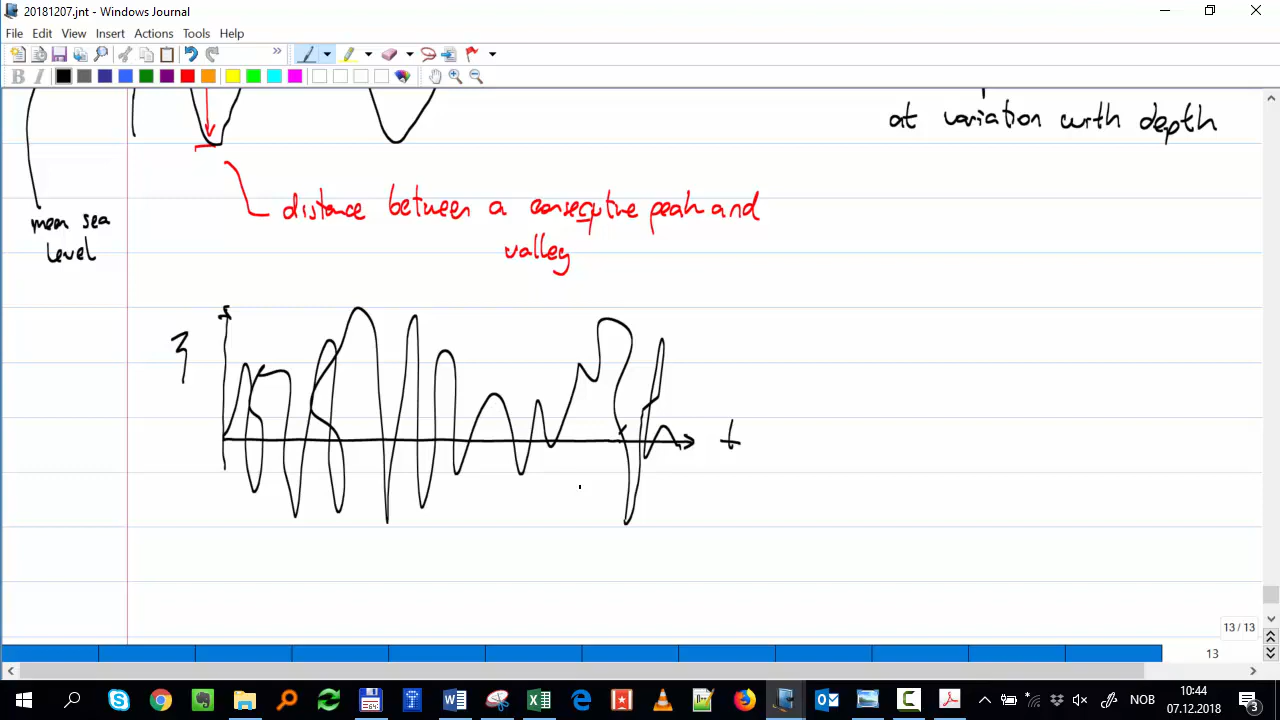 20181207.jnt - Windows Journal
File Edit View Insert Actions Tools Help
B I
at variation with depth
distance between a consecutive peak and
valley
mean sea
level
ζ
t
13 / 13
13
NOB
10:44
07.12.2018
3